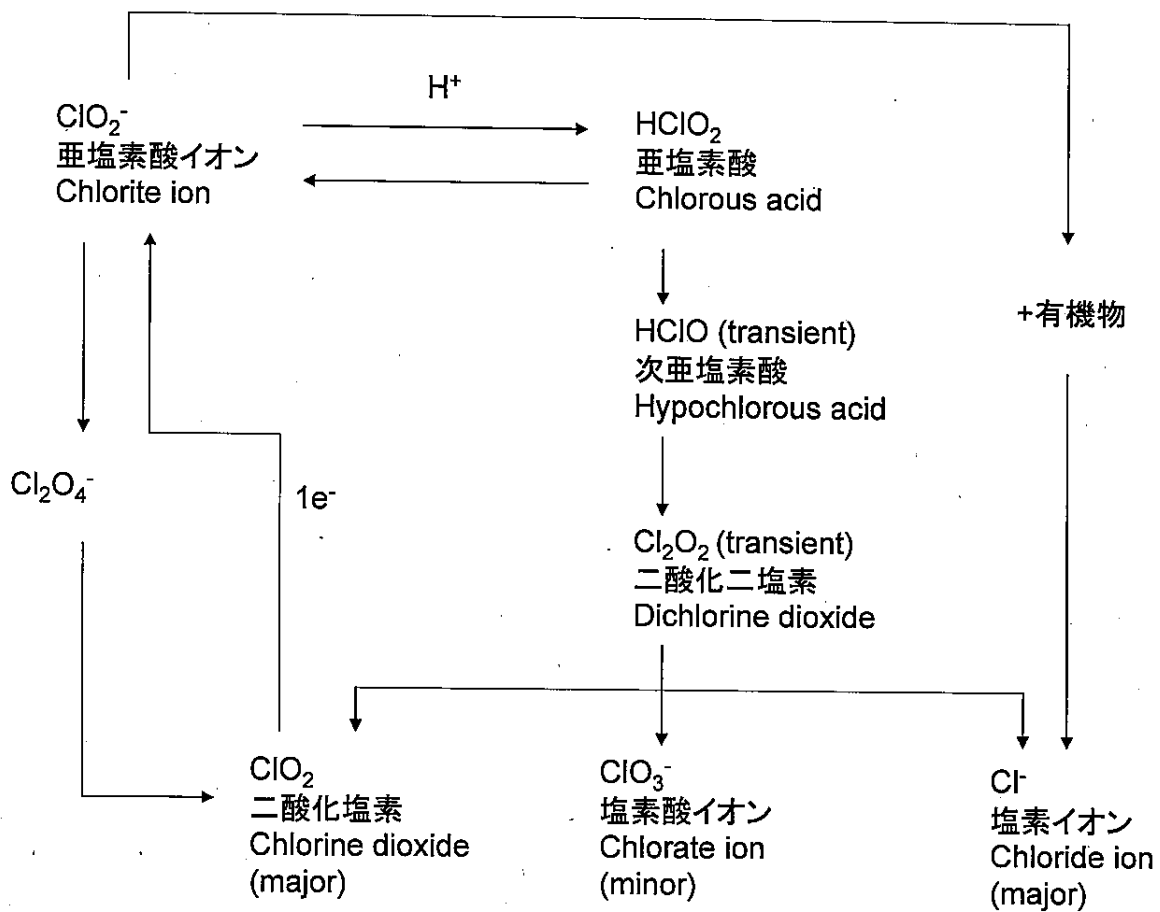 H⁺
ClO₂⁻
亜塩素酸イオン
Chlorite ion
HClO₂
亜塩素酸
Chlorous acid
+有機物
HClO (transient)
次亜塩素酸
Hypochlorous acid
Cl₂O₄⁻
1e⁻
Cl₂O₂ (transient)
二酸化二塩素
Dichlorine dioxide
ClO₂
二酸化塩素
Chlorine dioxide
(major)
ClO₃⁻
塩素酸イオン
Chlorate ion
(minor)
Cl⁻
塩素イオン
Chloride ion
(major)